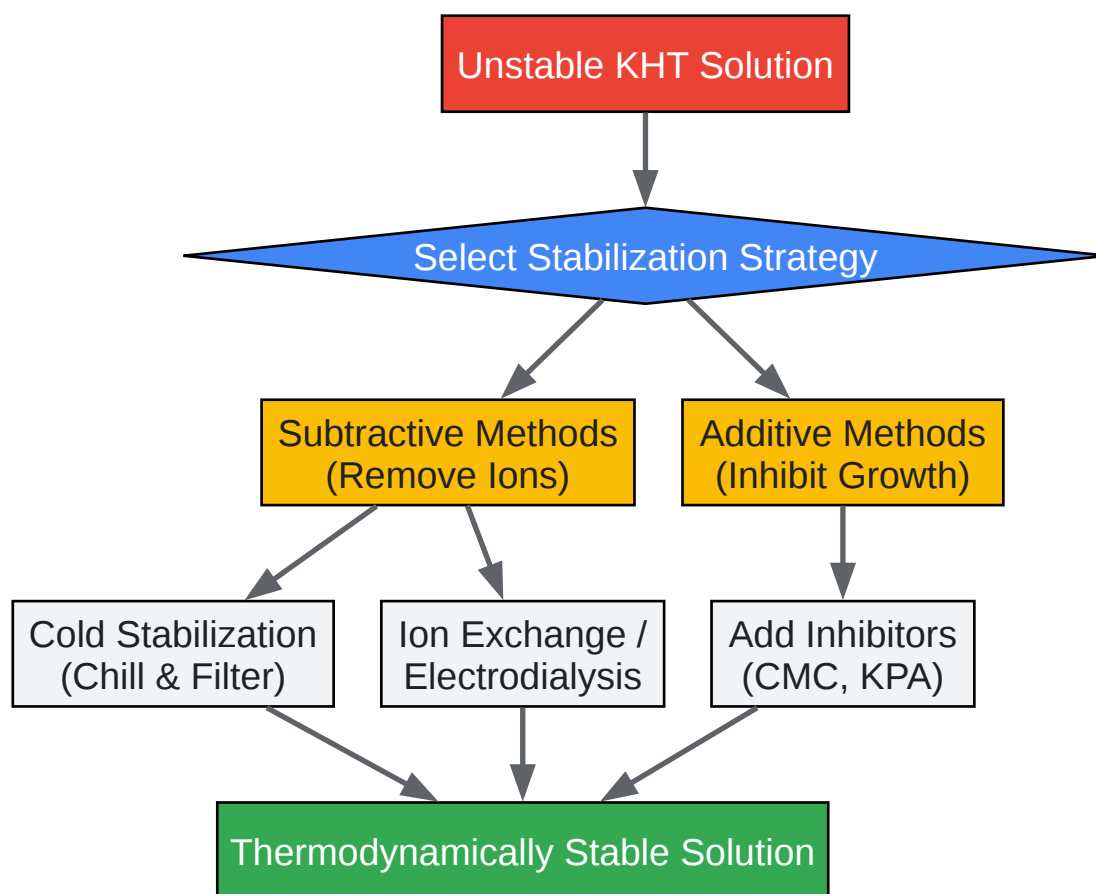 Unstable KHT Solution
Select Stabilization Strategy
Subtractive Methods
(Remove Ions)
Additive Methods
(Inhibit Growth)
Cold Stabilization
(Chill & Filter)
Ion Exchange /
Electrodialysis
Add Inhibitors
(CMC, KPA)
Thermodynamically Stable Solution